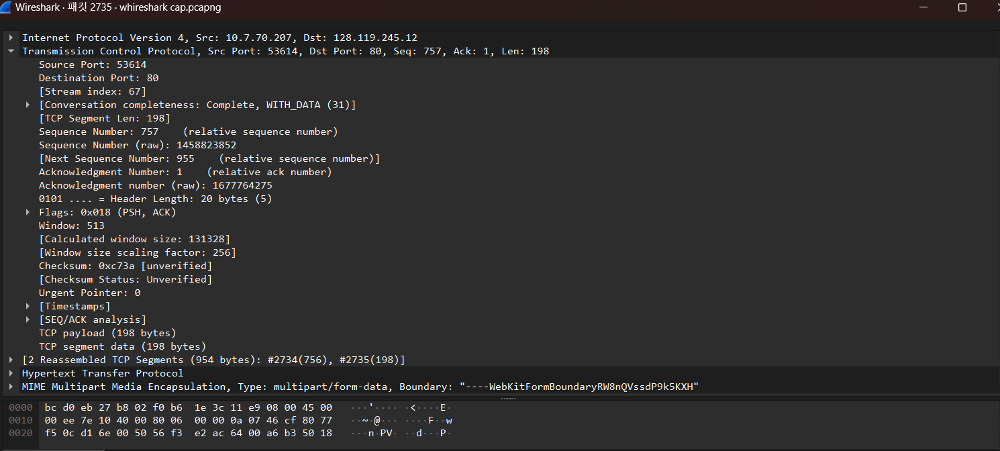 Wireshark · 패킷 2735 · whireshark cap.pcapng
Internet Protocol Version 4, Src: 10.7.70.207, Dst: 128.119.245.12
Transmission Control Protocol, Src Port: 53614, Dst Port: 80, Seq: 757, Ack: 1, Len: 198
Source Port: 53614
Destination Port: 80
[Stream index: 67]
[Conversation completeness: Complete, WITH_DATA (31)]
[TCP Segment Len: 198]
Sequence Number: 757    (relative sequence number)
Sequence Number (raw): 1458823852
[Next Sequence Number: 955    (relative sequence number)]
Acknowledgment Number: 1    (relative ack number)
Acknowledgment number (raw): 1677764275
0101 .... = Header Length: 20 bytes (5)
Flags: 0x018 (PSH, ACK)
Window: 513
[Calculated window size: 131328]
[Window size scaling factor: 256]
Checksum: 0xc73a [unverified]
[Checksum Status: Unverified]
Urgent Pointer: 0
[Timestamps]
[SEQ/ACK analysis]
TCP payload (198 bytes)
TCP segment data (198 bytes)
[2 Reassembled TCP Segments (954 bytes): #2734(756), #2735(198)]
Hypertext Transfer Protocol
MIME Multipart Media Encapsulation, Type: multipart/form-data, Boundary: "----WebKitFormBoundaryRW8nQVssdP9k5KXH"
0000 bc d0 eb 27 b8 02 f0 b6 1e 3c 11 e9 08 00 45 00 ···'···· ·<····E·
0010 00 ee 7e 10 40 00 80 06 00 00 0a 07 46 cf 80 77 ··~·@··· ····F··w
0020 f5 0c d1 6e 00 50 56 f3 e2 ac 64 00 a6 b3 50 18 ···n·PV· ··d···P·